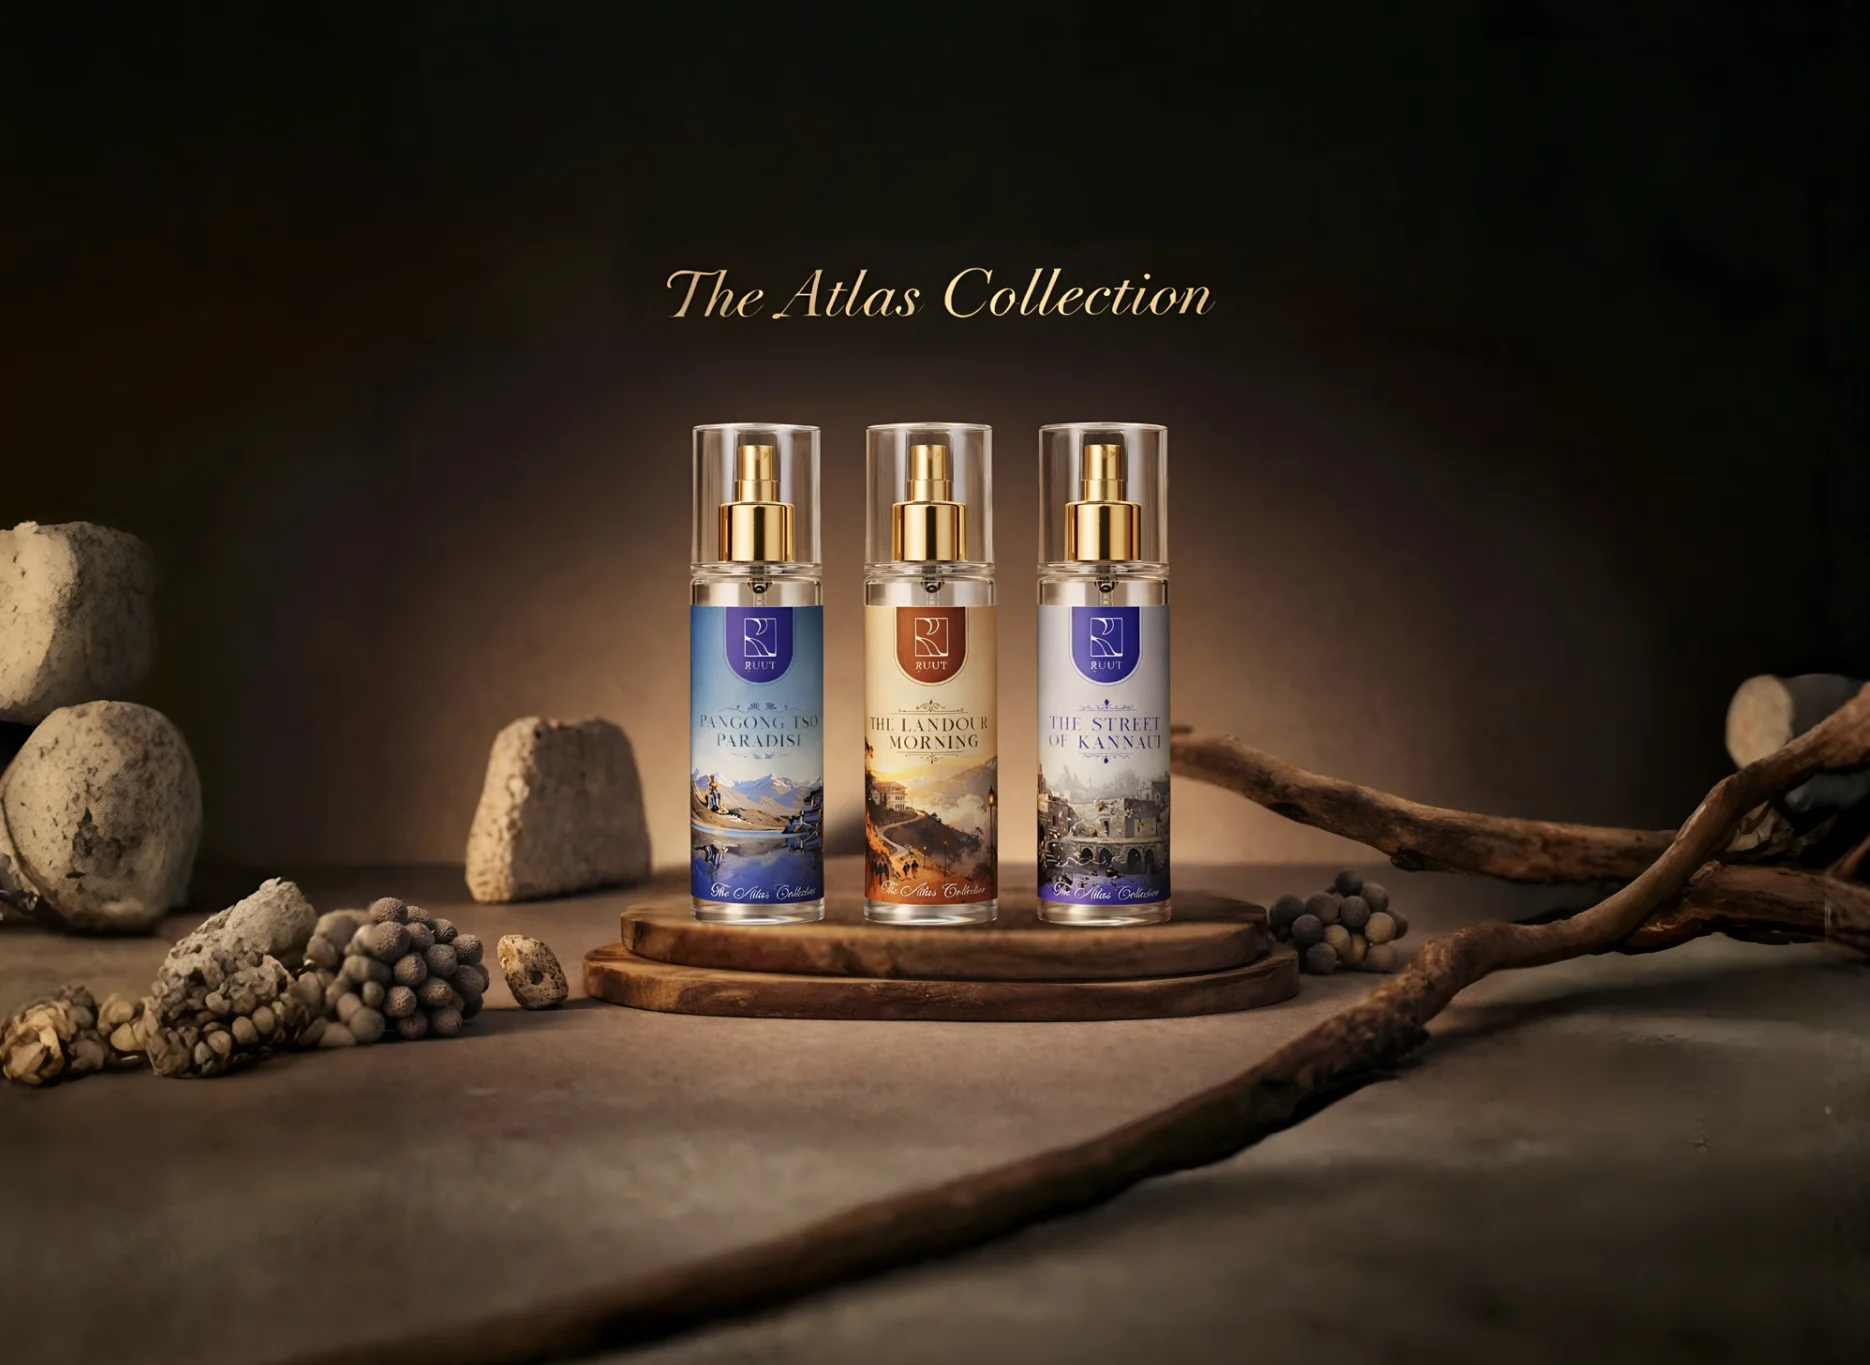 The Atlas Collection
RUUT
PANGONG TSO
PARADISE
The Atlas Collection
RUUT
THE LANDOUR
MORNING
The Atlas Collection
RUUT
THE STREET
OF KANNAUJ
The Atlas Collection